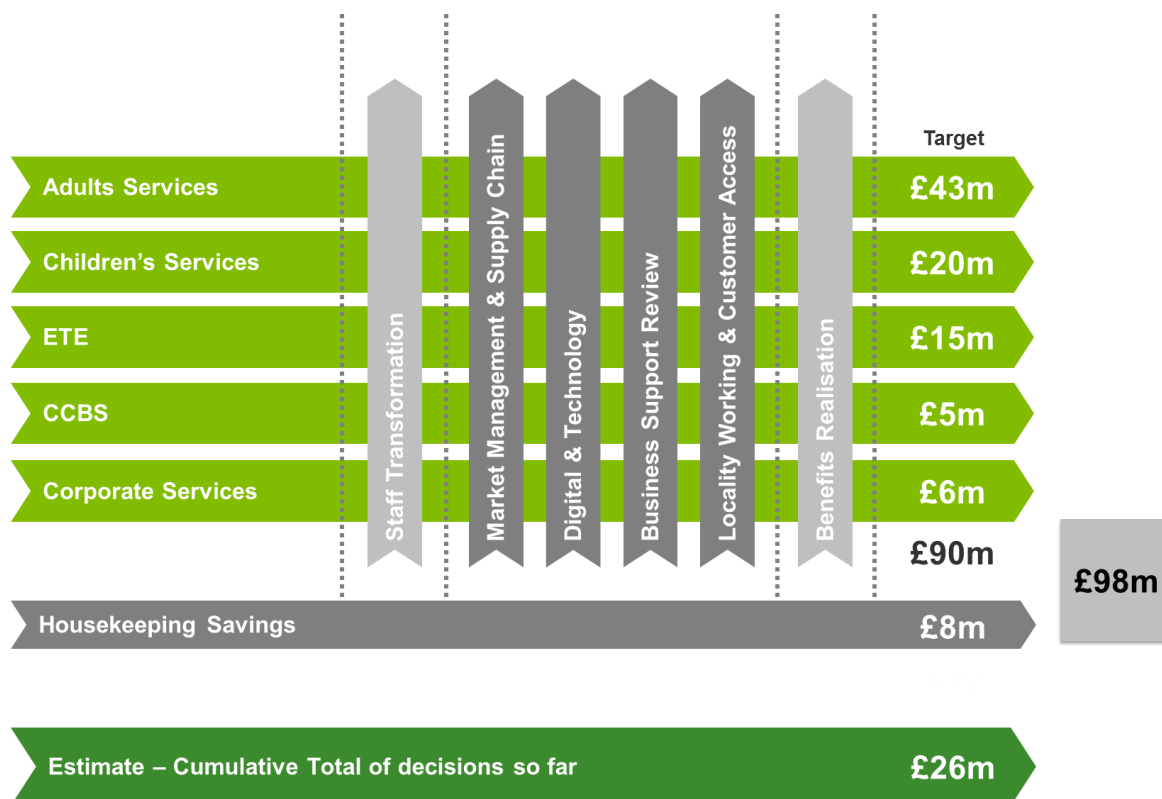 Target
Adults Services
£43m
Children's Services
£20m
ETE
£15m
CCBS
£5m
Corporate Services
£6m
Staff Transformation
Market Management & Supply Chain
Digital & Technology
Business Support Review
Locality Working & Customer Access
Benefits Realisation
£90m
£98m
Housekeeping Savings
£8m
Estimate – Cumulative Total of decisions so far
£26m